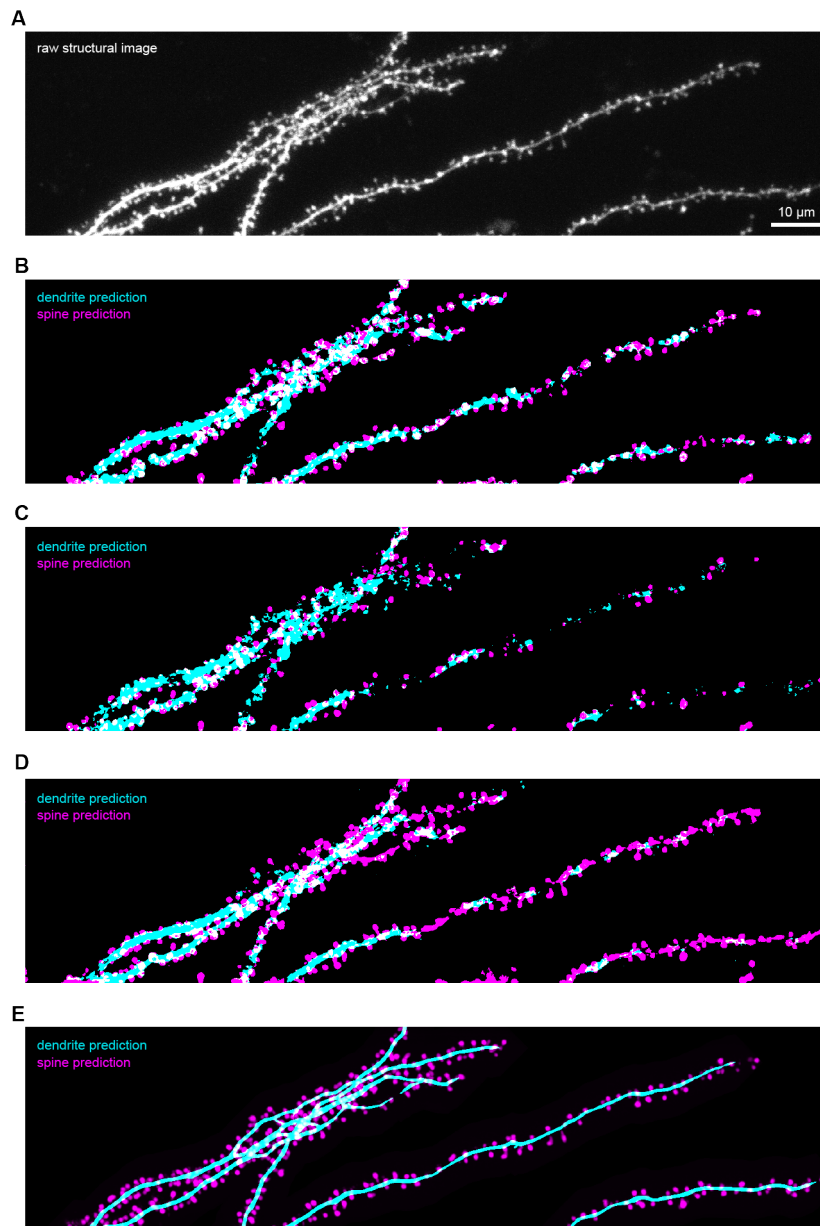 A
raw structural image
10 µm
B
dendrite prediction
spine prediction
C
dendrite prediction
spine prediction
D
dendrite prediction
spine prediction
E
dendrite prediction
spine prediction